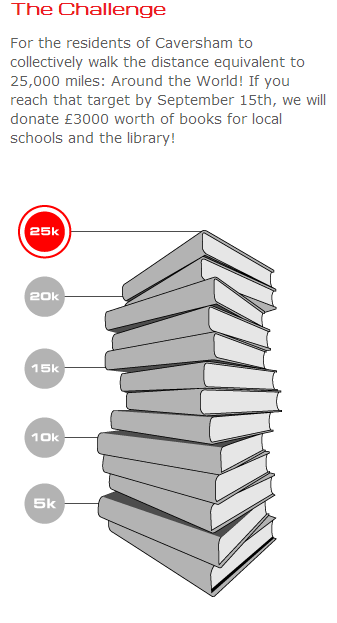 The Challenge
For the residents of Caversham to
collectively walk the distance equivalent to
25,000 miles: Around the World! If you
reach that target by September 15th, we will
donate £3000 worth of books for local
schools and the library!
25k
20k
15k
10k
5k